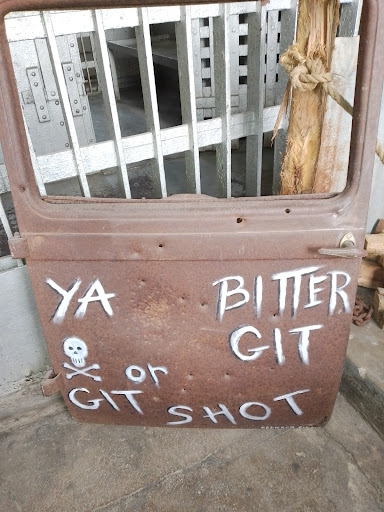 YA BITTER
GIT
or
GIT SHOT